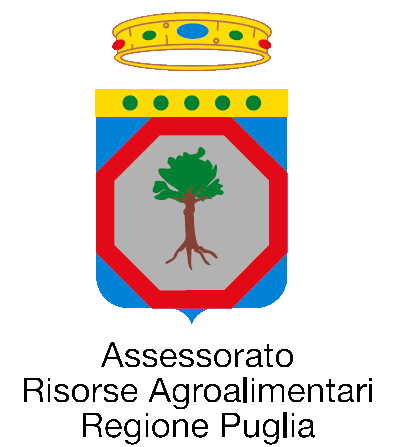 Assessorato
Risorse Agroalimentari
Regione Puglia